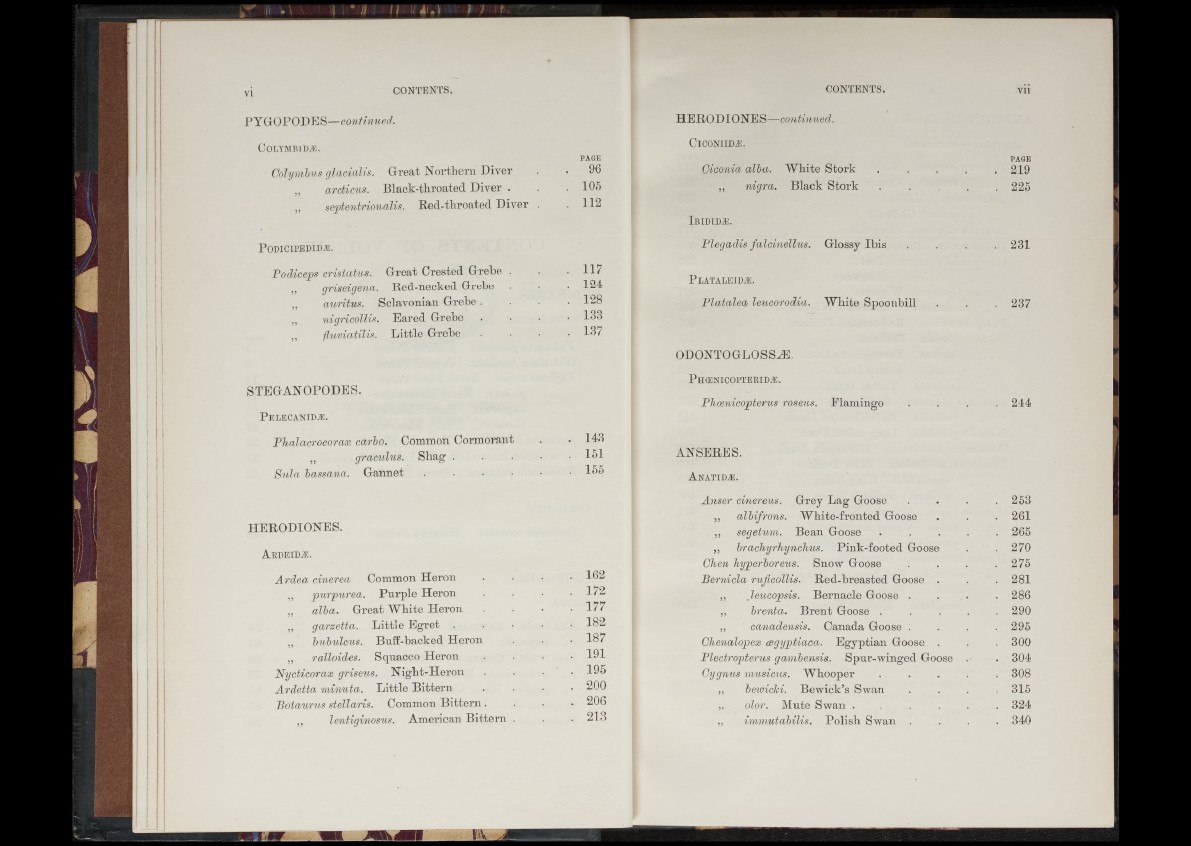 vi CONTENTS.
PYGOPODES—continued.
COLYMBIDÆ.
PAGE
Colymbus glacialis. Great Northern Diver . . 96
„ arcticus. Black-throated Diver . . . 105
„ septentrionalis. Red-throated Diver . . 112
PODICIPEDIDÆ.
Podiceps cristatus. Great Crested Grebe . . . 117
„ griseigena. Red-necked Grebe . . . 124
„ auritus. Sclavonian Grebe . . . . 128
„ nigricollis. Eared Grebe . . . . 133
„ fluviatilis. Little Grebe . . . . 137
STEGANOPODES.
PELECANIDÆ.
Phalacrocorax carbo. Common Cormorant . . 143
„ graculus. Shag . . . . . 151
Sula bassana. Gannet . . . . . . 155
HERODIONES.
ARDEIDÆ.
Ardea cinerea Common Heron . . . . 162
„ purpurea. Purple Heron . . . . 172
„ alba. Great White Heron . . . . 177
„ garzetta. Little Egret . . . . . 182
„ bubulcus. Buff-backed Heron . . . 187
„ ralloides. Squacco Heron . . . . 191
Nycticorax griseus. Night-Heron . . . . 195
Ardetta minuta. Little Bittern . . . . 200
Botaurus stellaris. Common Bittern . . . . 206
„ lentiginosus. American Bittern . . . 213
CONTENTS. vii
HERODIONES—continued.
CICONIIDÆ.
PAGE
Ciconia alba. White Stork . . . . . 219
„ nigra. Black Stork . . . . . 225
IBIDIDÆ.
Plegadis falcinellus. Glossy Ibis . . . . 231
PLATALEIDÆ.
Platalea leucorodia. White Spoonbill . . . 237
ODONTOGLOSSÆ.
PHŒNICOPTERIDÆ.
Phœnicopterus roseus. Flamingo . . . . 244
ANSERES.
ANATIDÆ.
Anser cinereus. Grey Lag Goose . . . . 253
„ albifrons. White-fronted Goose . . . 261
„ segetum. Bean Goose . . . . . 265
„ brachyrhynchus. Pink-footed Goose . . 270
Chen hyperboreus. Snow Goose . . . . 275
Bernicla ruficollis. Red-breasted Goose . . . 281
„ leucopsis. Bernacle Goose . . . . 286
„ brenta. Brent Goose . . . . . 290
„ canadensis. Canada Goose . . . . 295
Chenalopex ægyptiaca. Egyptian Goose . . . 300
Plectropterus gambensis. Spur-winged Goose . . 304
Cygnus musicus. Whooper . . . . . 308
„ bewicki. Bewick's Swan . . . . 315
„ olor. Mute Swan . . . . . . 324
„ immutabilis. Polish Swan . . . . 340